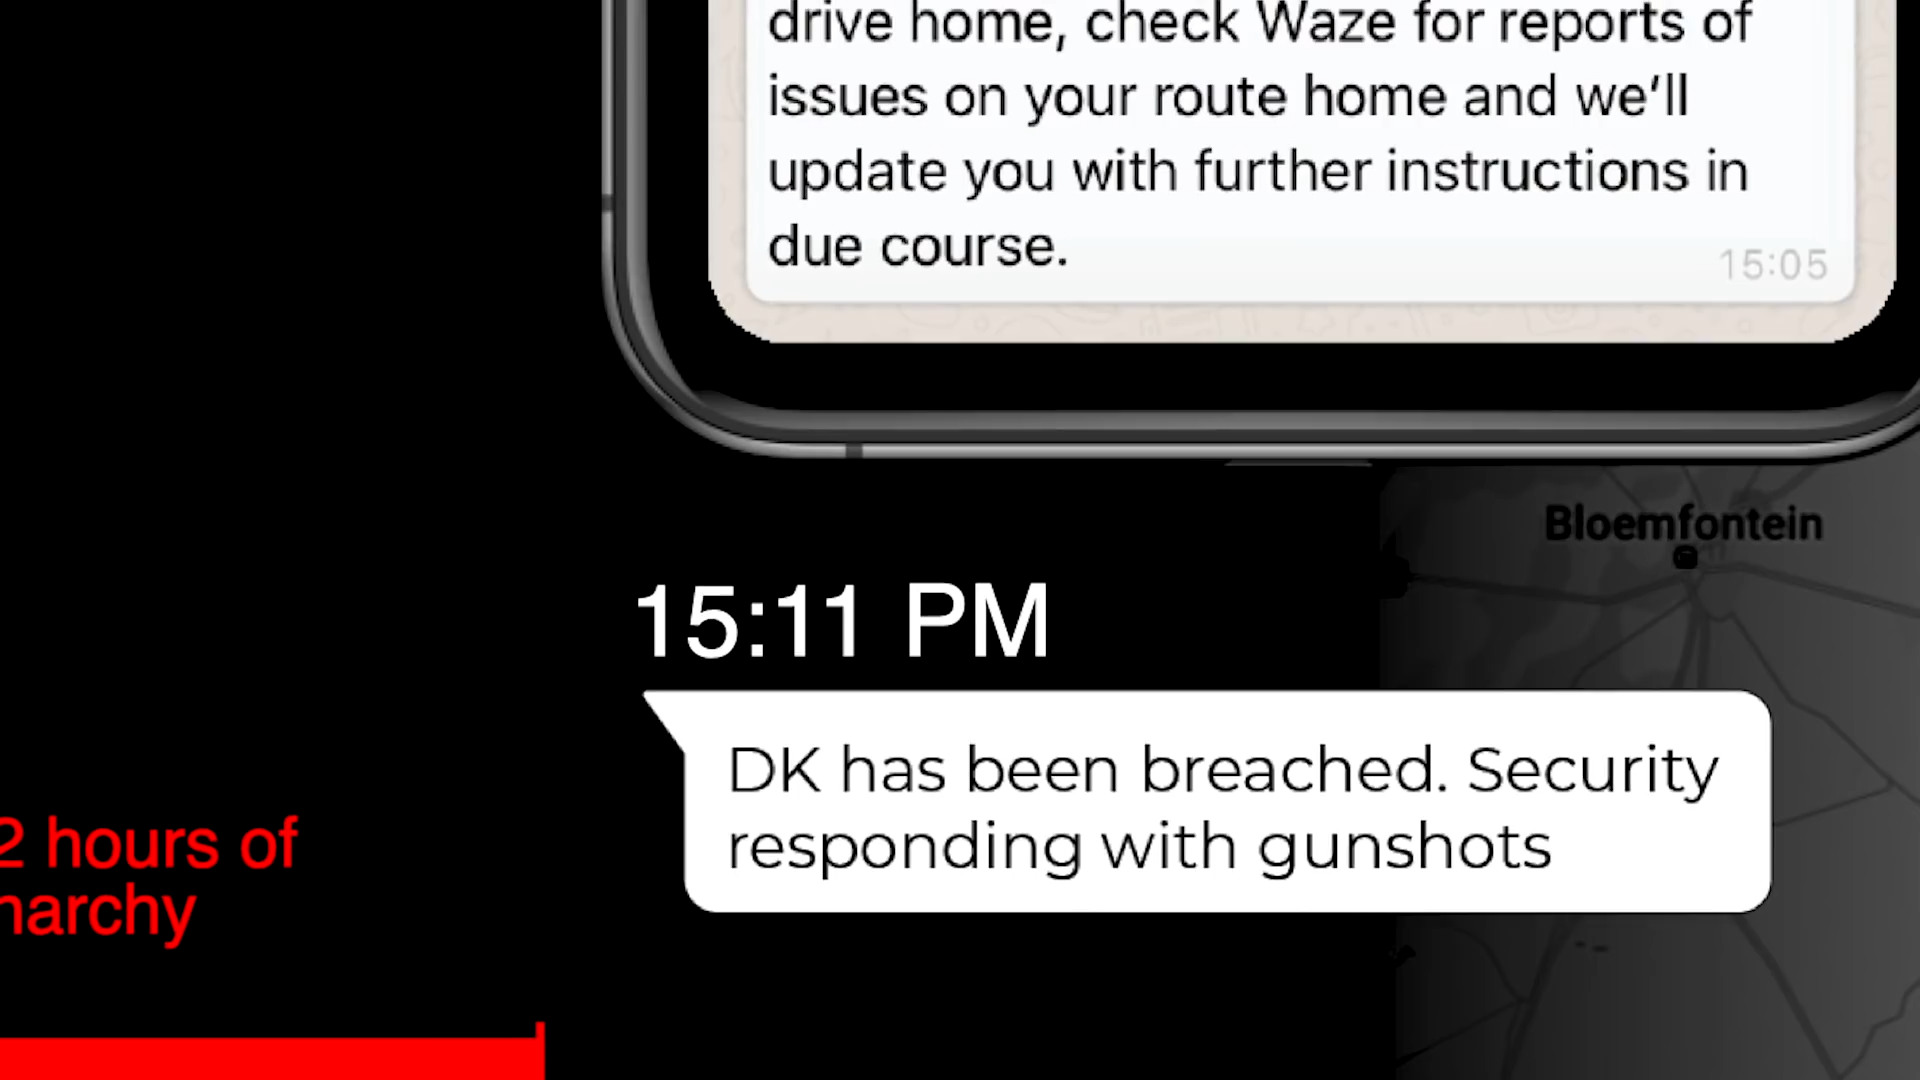 drive home, check Waze for reports of
issues on your route home and we’ll
update you with further instructions in
due course.
15:05
Bloemfontein
15:11 PM
DK has been breached. Security
responding with gunshots
2 hours of
narchy